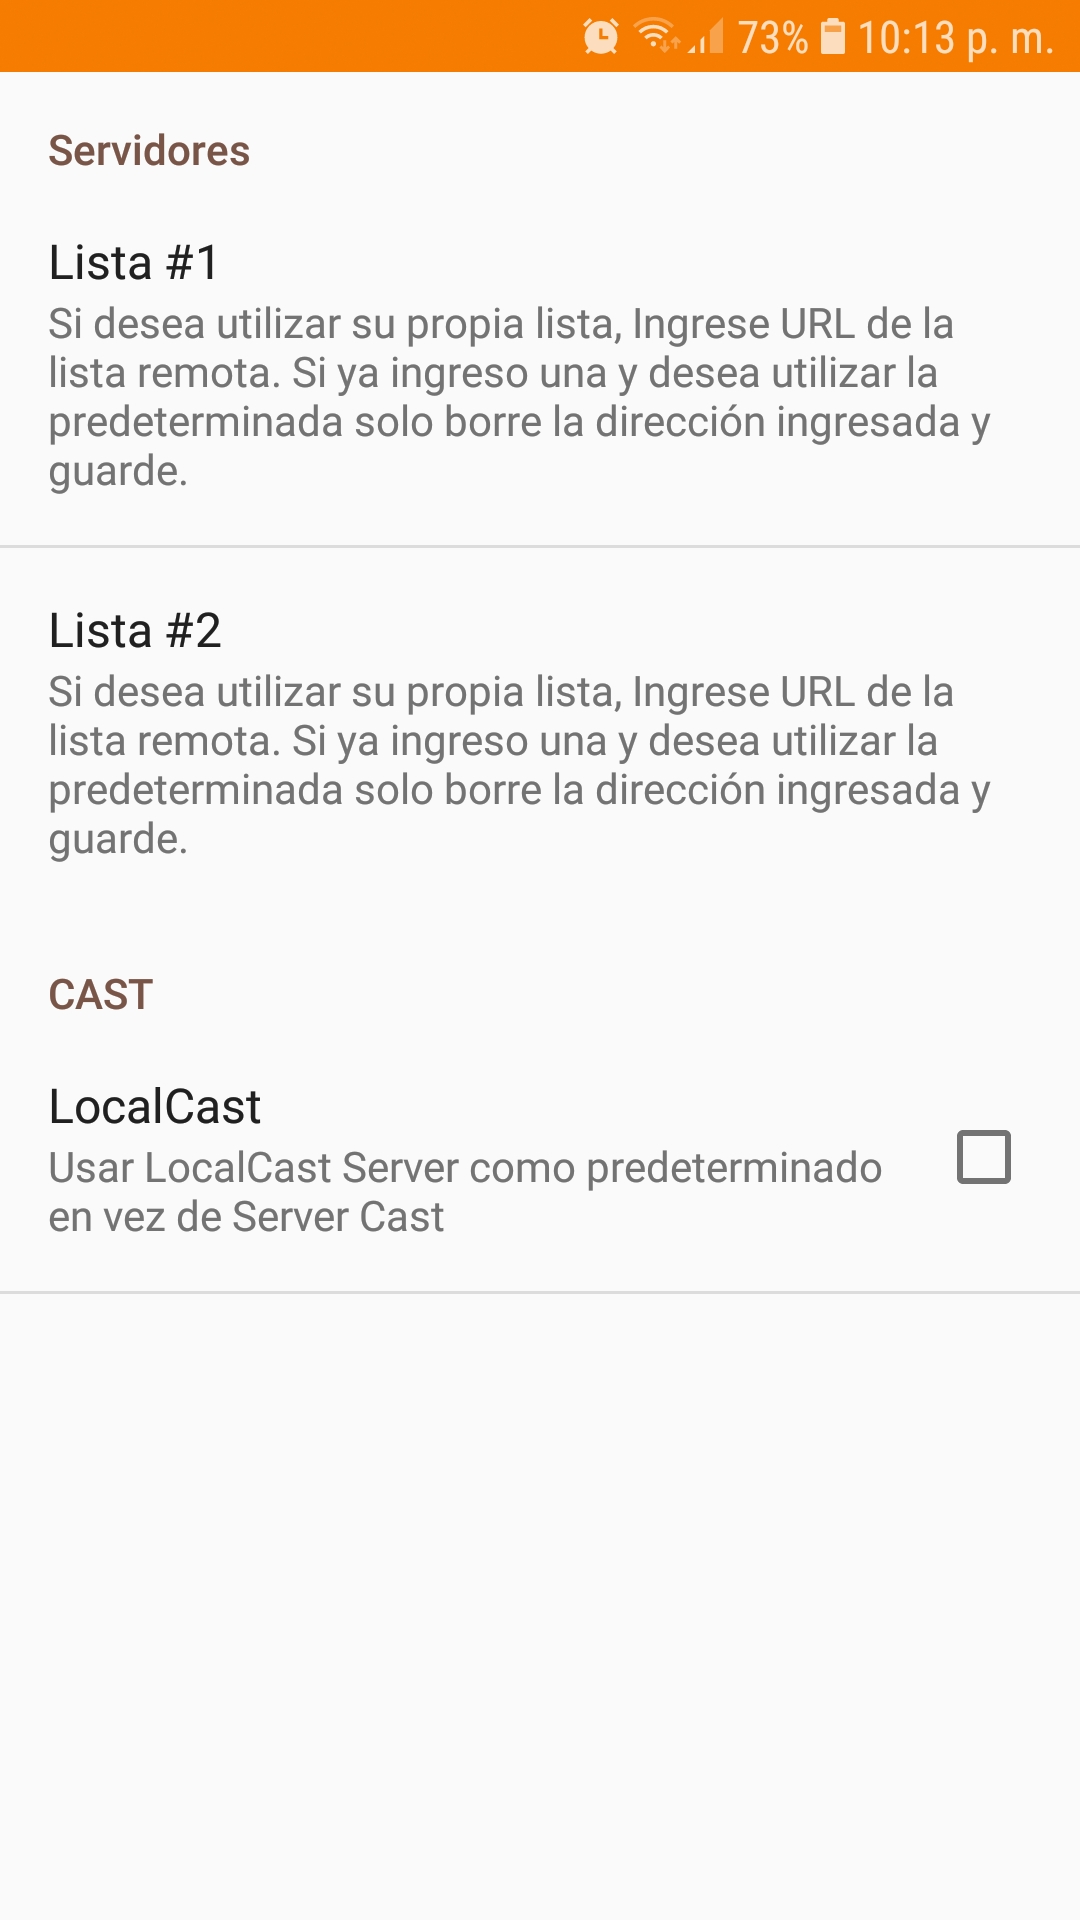 73% 10:13 p. m.
Servidores
Lista #1
Si desea utilizar su propia lista, Ingrese URL de la
lista remota. Si ya ingreso una y desea utilizar la
predeterminada solo borre la dirección ingresada y
guarde.
Lista #2
Si desea utilizar su propia lista, Ingrese URL de la
lista remota. Si ya ingreso una y desea utilizar la
predeterminada solo borre la dirección ingresada y
guarde.
CAST
LocalCast
Usar LocalCast Server como predeterminado
en vez de Server Cast